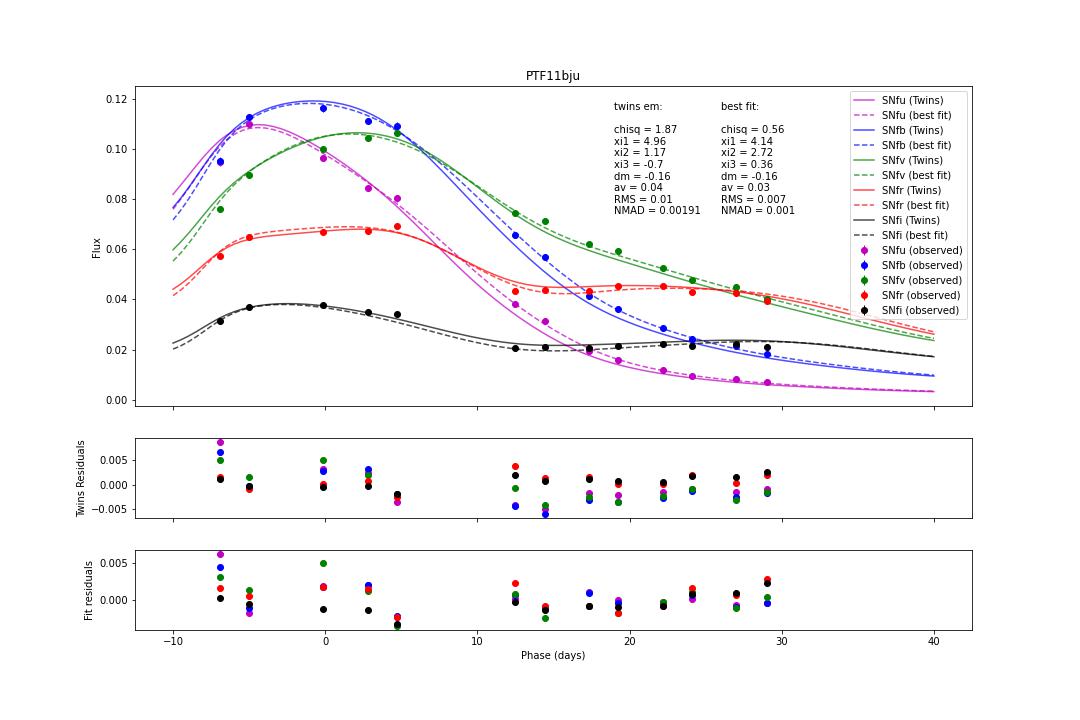 PTF11bju
0.12
0.10
0.08
0.06
0.04
0.02
0.00
Flux
twins em:
chisq = 1.87
xi1 = 4.96
xi2 = 1.17
xi3 = -0.7
dm = -0.16
av = 0.04
RMS = 0.01
NMAD = 0.00191
best fit:
chisq = 0.56
xi1 = 4.14
xi2 = 2.72
xi3 = 0.36
dm = -0.16
av = 0.03
RMS = 0.007
NMAD = 0.001
SNfu (Twins)
SNfu (best fit)
SNfb (Twins)
SNfb (best fit)
SNfv (Twins)
SNfv (best fit)
SNfr (Twins)
SNfr (best fit)
SNfi (Twins)
SNfi (best fit)
SNfu (observed)
SNfb (observed)
SNfv (observed)
SNfr (observed)
SNfi (observed)
0.005
0.000
−0.005
Twins Residuals
0.005
0.000
Fit residuals
−10
0
10
20
30
40
Phase (days)